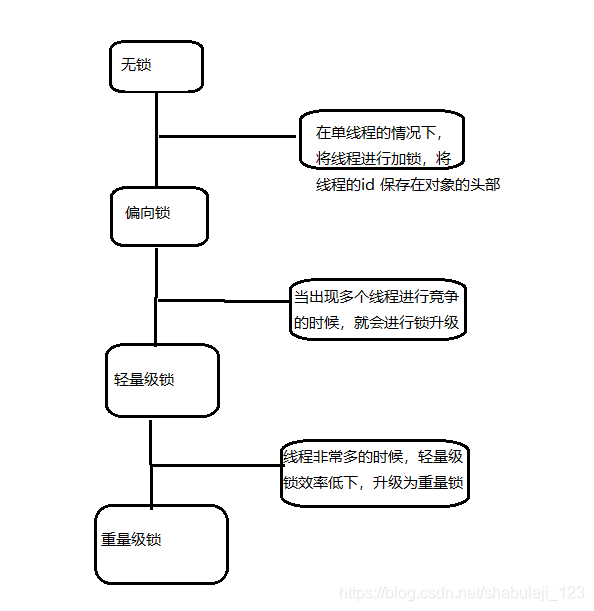 无锁
在单线程的情况下，
将线程进行加锁，将
线程的id 保存在对象的头部
偏向锁
当出现多个线程进行竞争
的时候，就会进行锁升级
轻量级锁
线程非常多的时候，轻量级
锁效率低下，升级为重量锁
重量级锁
https://blog.csdn.net/shabulaji_123